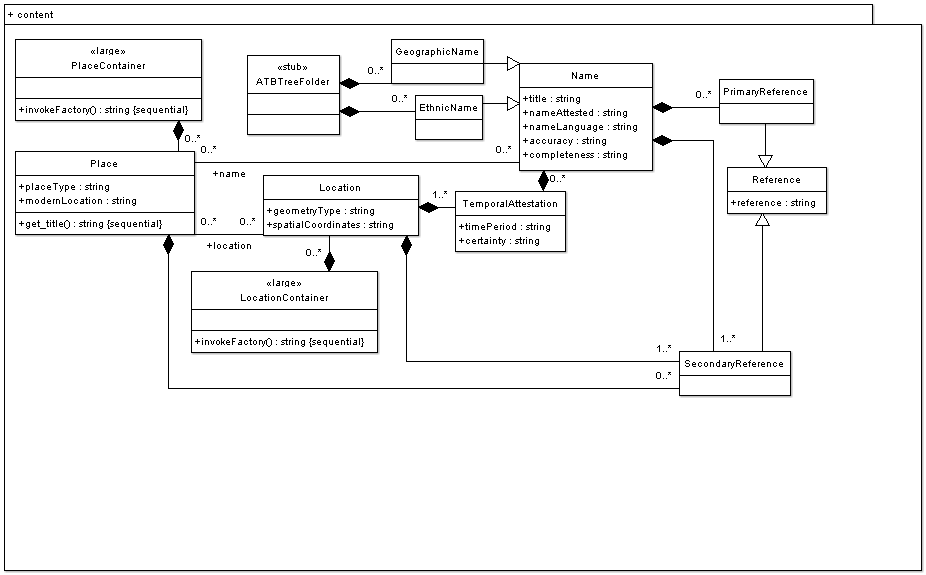 + content
«large»
PlaceContainer
+invokeFactory() : string {sequential}
«stub»
ATBTreeFolder
0..*
GeographicName
0..*
EthnicName
Name
+title : string
+nameAttested : string
+nameLanguage : string
+accuracy : string
+completeness : string
0..*
PrimaryReference
0..*
0..*
0..*
+name
Place
+placeType : string
+modernLocation : string
+get_title() : string {sequential}
0..*
0..*
+location
Location
+geometryType : string
+spatialCoordinates : string
1..*
0..*
TemporalAttestation
+timePeriod : string
+certainty : string
Reference
+reference : string
0..*
«large»
LocationContainer
+invokeFactory() : string {sequential}
1..*
1..*
0..*
SecondaryReference